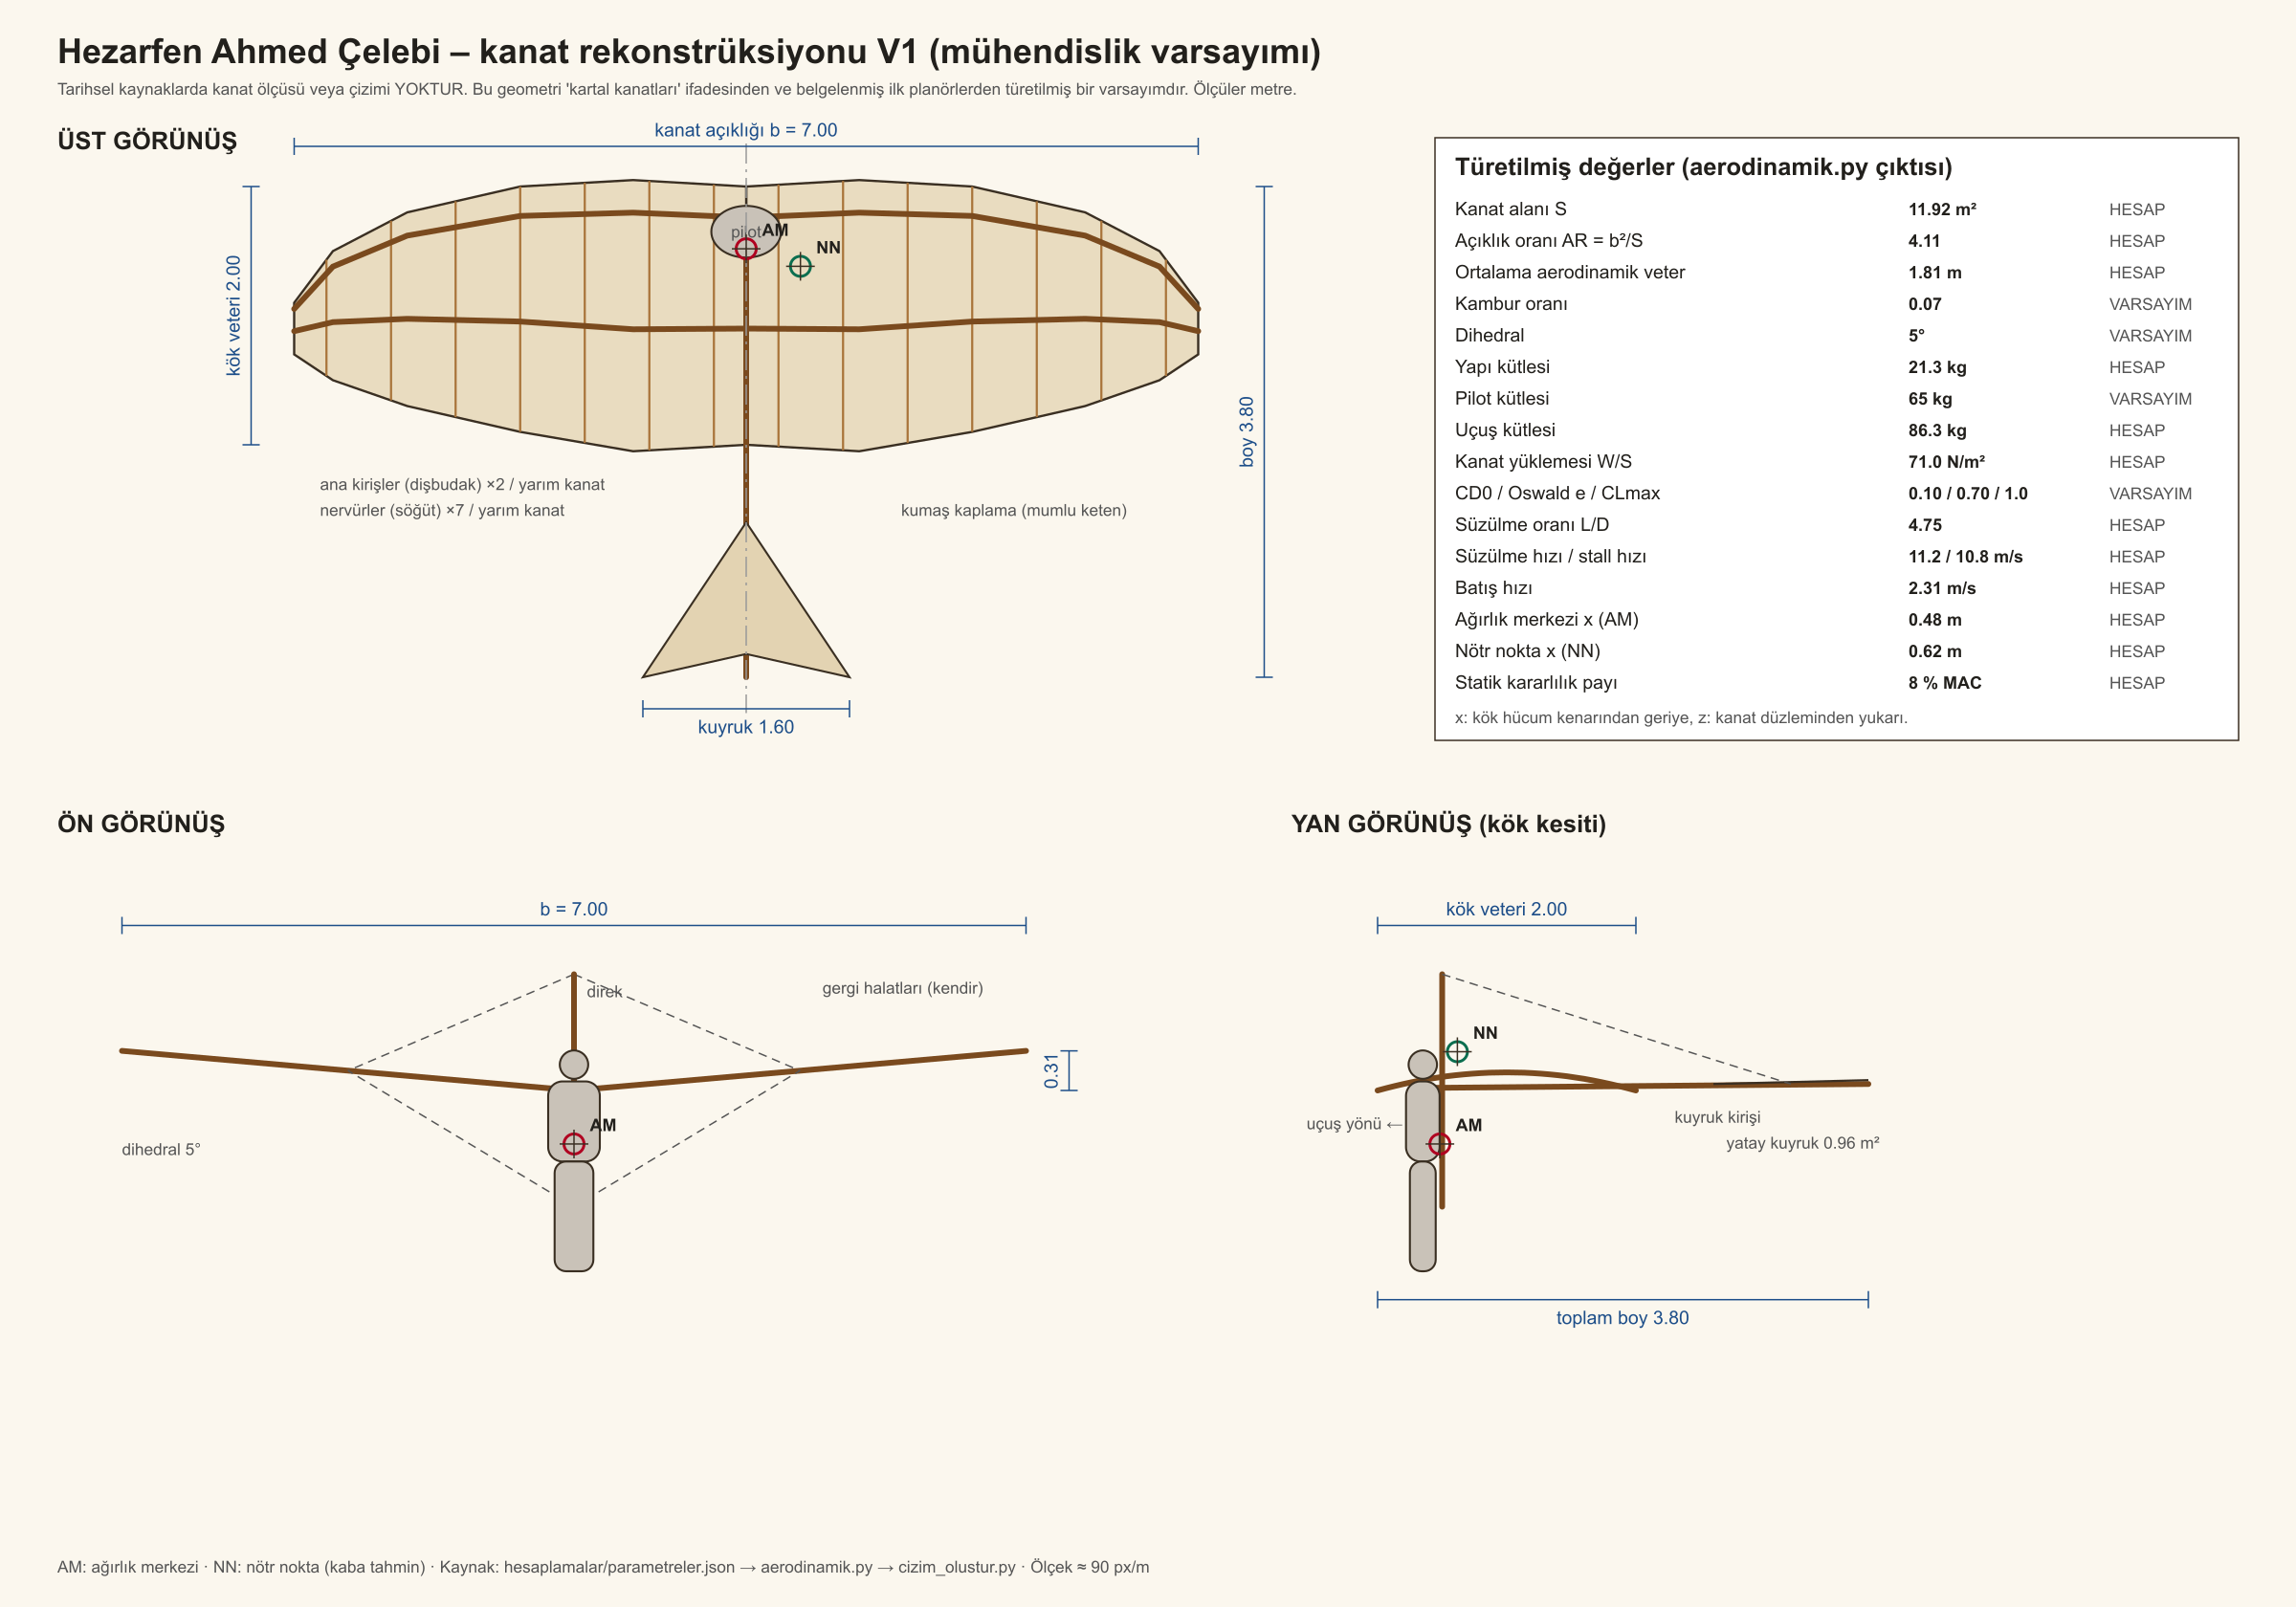 Hezarfen Ahmed Çelebi – kanat rekonstrüksiyonu V1 (mühendislik varsayımı)
Tarihsel kaynaklarda kanat ölçüsü veya çizimi YOKTUR. Bu geometri 'kartal kanatları' ifadesinden ve belgelenmiş ilk planörlerden türetilmiş bir varsayımdır. Ölçüler metre.
ÜST GÖRÜNÜŞ
kanat açıklığı b = 7.00
kök veteri 2.00
pilot
AM
NN
boy 3.80
ana kirişler (dişbudak) ×2 / yarım kanat
nervürler (söğüt) ×7 / yarım kanat
kumaş kaplama (mumlu keten)
kuyruk 1.60
Türetilmiş değerler (aerodinamik.py çıktısı)
Kanat alanı S 11.92 m² HESAP
Açıklık oranı AR = b²/S 4.11 HESAP
Ortalama aerodinamik veter 1.81 m HESAP
Kambur oranı 0.07 VARSAYIM
Dihedral 5° VARSAYIM
Yapı kütlesi 21.3 kg HESAP
Pilot kütlesi 65 kg VARSAYIM
Uçuş kütlesi 86.3 kg HESAP
Kanat yüklemesi W/S 71.0 N/m² HESAP
CD0 / Oswald e / CLmax 0.10 / 0.70 / 1.0 VARSAYIM
Süzülme oranı L/D 4.75 HESAP
Süzülme hızı / stall hızı 11.2 / 10.8 m/s HESAP
Batış hızı 2.31 m/s HESAP
Ağırlık merkezi x (AM) 0.48 m HESAP
Nötr nokta x (NN) 0.62 m HESAP
Statik kararlılık payı 8 % MAC HESAP
x: kök hücum kenarından geriye, z: kanat düzleminden yukarı.
ÖN GÖRÜNÜŞ
b = 7.00
direk
gergi halatları (kendir)
0.31
AM
dihedral 5°
YAN GÖRÜNÜŞ (kök kesiti)
kök veteri 2.00
NN
uçuş yönü ←
AM
kuyruk kirişi
yatay kuyruk 0.96 m²
toplam boy 3.80
AM: ağırlık merkezi · NN: nötr nokta (kaba tahmin) · Kaynak: hesaplamalar/parametreler.json → aerodinamik.py → cizim_olustur.py · Ölçek ≈ 90 px/m